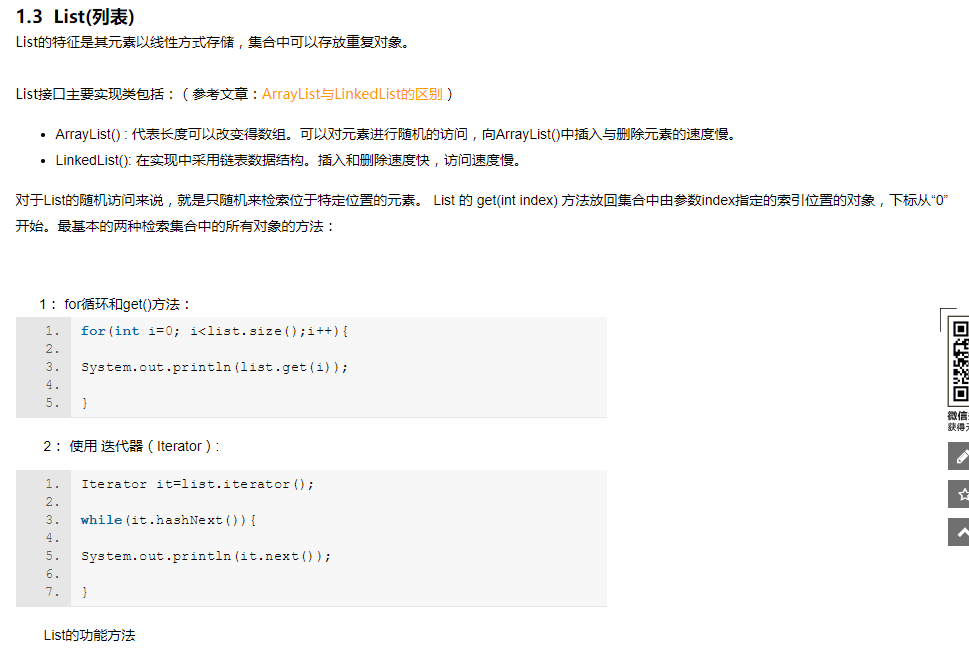 1.3 List(列表)
List的特征是其元素以线性方式存储，集合中可以存放重复对象。
List接口主要实现类包括：（参考文章：ArrayList与LinkedList的区别）
• ArrayList() : 代表长度可以改变得数组。可以对元素进行随机的访问，向ArrayList()中插入与删除元素的速度慢。
• LinkedList(): 在实现中采用链表数据结构。插入和删除速度快，访问速度慢。
对于List的随机访问来说，就是只随机来检索位于特定位置的元素。 List 的 get(int index) 方法放回集合中由参数index指定的索引位置的对象，下标从“0”
开始。最基本的两种检索集合中的所有对象的方法：
1： for循环和get()方法：
1. for(int i=0; i<list.size();i++){
2.
3. System.out.println(list.get(i));
4.
5. }
2： 使用 迭代器（Iterator）:
1. Iterator it=list.iterator();
2.
3. while(it.hashNext()){
4.
5. System.out.println(it.next());
6.
7. }
List的功能方法
微信
获得